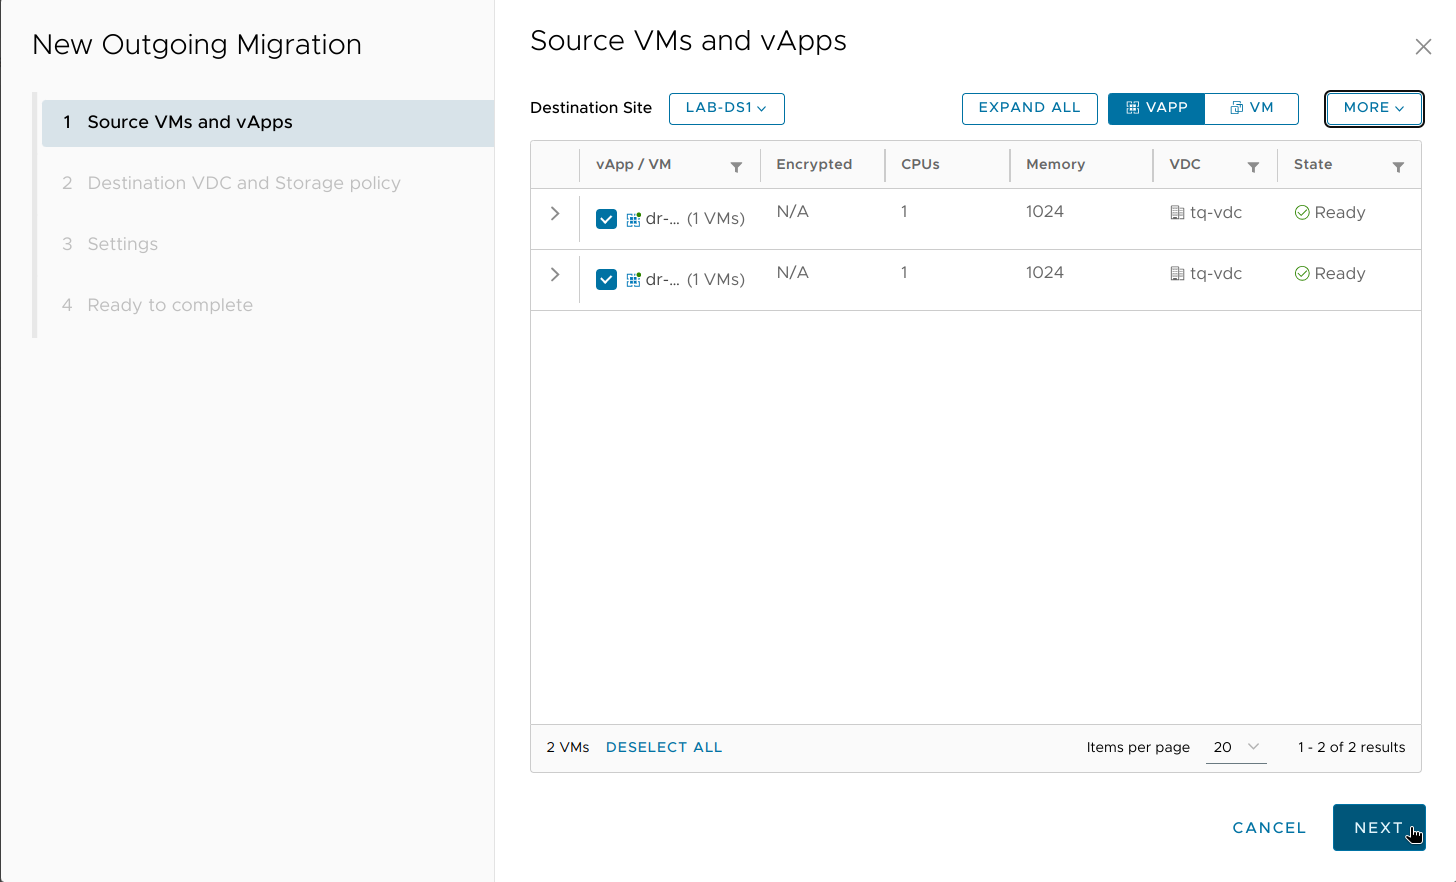 New Outgoing Migration
1 Source VMs and vApps
2 Destination VDC and Storage policy
3 Settings
4 Ready to complete
Source VMs and vApps
Destination Site LAB-DS1 EXPAND ALL VAPP VM MORE
vApp / VM Encrypted CPUs Memory VDC State
dr-... (1 VMs) N/A 1 1024 tq-vdc Ready
dr-... (1 VMs) N/A 1 1024 tq-vdc Ready
2 VMs DESELECT ALL Items per page 20 1 - 2 of 2 results
CANCEL NEXT